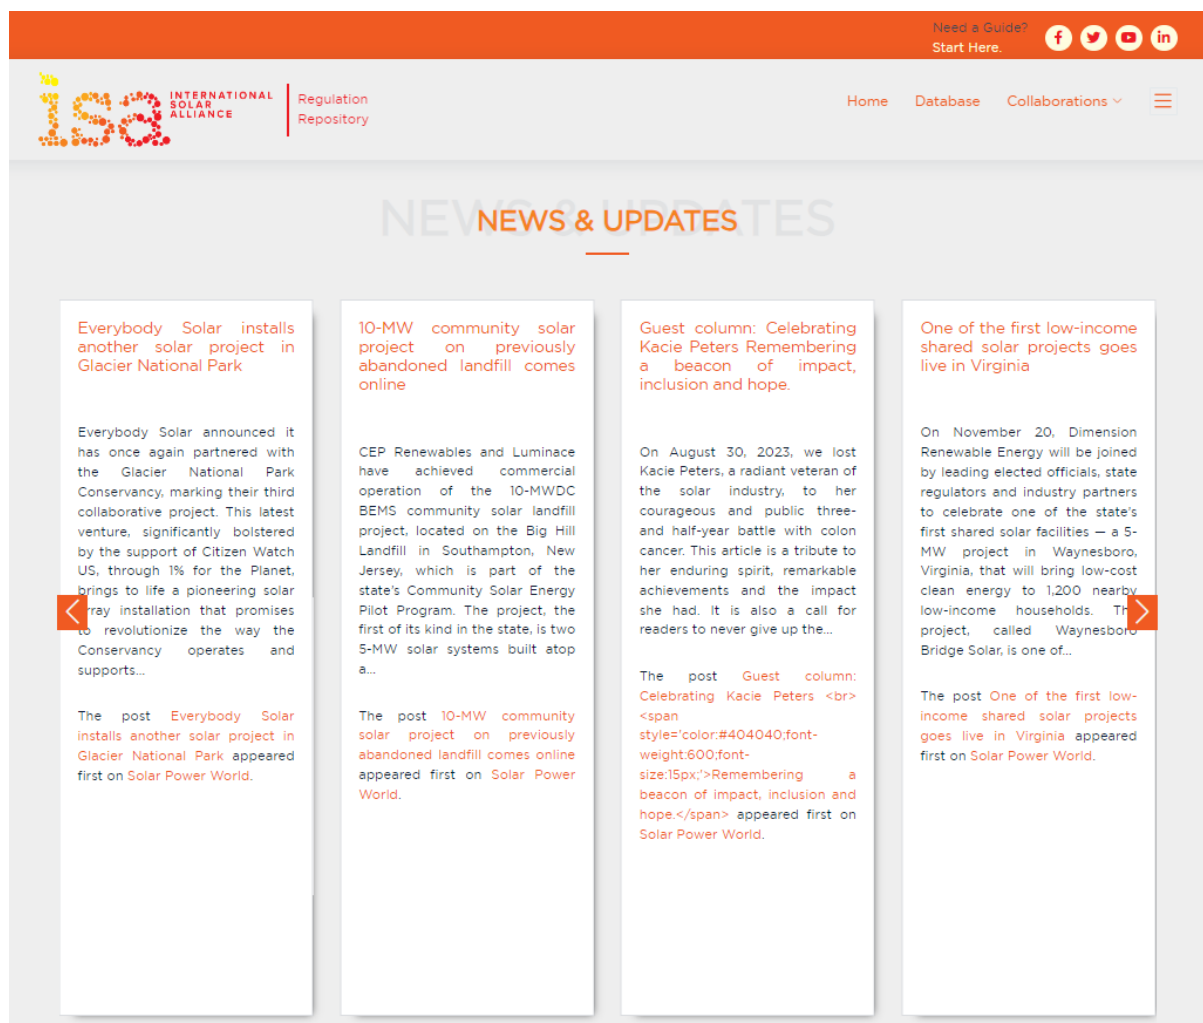 Need a Guide?
Start Here.
isa
INTERNATIONAL
SOLAR
ALLIANCE
Regulation
Repository
Home Database Collaborations
NEWS & UPDATES
NEWS & UPDATES
Everybody Solar installs
another solar project in
Glacier National Park
Everybody Solar announced it
has once again partnered with
the Glacier National Park
Conservancy, marking their third
collaborative project. This latest
venture, significantly bolstered
by the support of Citizen Watch
US, through 1% for the Planet,
brings to life a pioneering solar
array installation that promises
to revolutionize the way the
Conservancy operates and
supports...
The post Everybody Solar
installs another solar project in
Glacier National Park appeared
first on Solar Power World.
10-MW community solar
project on previously
abandoned landfill comes
online
CEP Renewables and Luminace
have achieved commercial
operation of the 10-MWDC
BEMS community solar landfill
project, located on the Big Hill
Landfill in Southampton, New
Jersey, which is part of the
state's Community Solar Energy
Pilot Program. The project, the
first of its kind in the state, is two
5-MW solar systems built atop
a...
The post 10-MW community
solar project on previously
abandoned landfill comes online
appeared first on Solar Power
World.
Guest column: Celebrating
Kacie Peters Remembering
a beacon of impact,
inclusion and hope.
On August 30, 2023, we lost
Kacie Peters, a radiant veteran of
the solar industry, to her
courageous and public three-
and half-year battle with colon
cancer. This article is a tribute to
her enduring spirit, remarkable
achievements and the impact
she had. It is also a call for
readers to never give up the...
The post Guest column:
Celebrating Kacie Peters <br>
<span
style='color:#404040;font-
weight:600;font-
size:15px;'>Remembering a
beacon of impact, inclusion and
hope.</span> appeared first on
Solar Power World.
One of the first low-income
shared solar projects goes
live in Virginia
On November 20, Dimension
Renewable Energy will be joined
by leading elected officials, state
regulators and industry partners
to celebrate one of the state's
first shared solar facilities — a 5-
MW project in Waynesboro,
Virginia, that will bring low-cost
clean energy to 1,200 nearby
low-income households. The
project, called Waynesboro
Bridge Solar, is one of...
The post One of the first low-
income shared solar projects
goes live in Virginia appeared
first on Solar Power World.